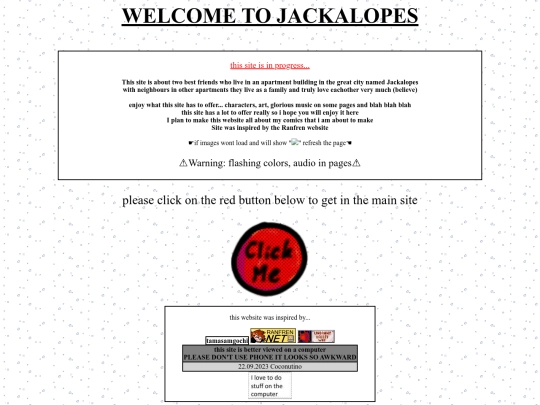 WELCOME TO JACKALOPES
this site is in progress...
This site is about two best friends who live in an apartment building in the great city named Jackalopes
with neighbours in other apartments they live as a family and truly love eachother very much (believe)
enjoy what this site has to offer... characters, art, glorious music on some pages and blah blah blah
this site has a lot to offer really so i hope you will enjoy it here
I plan to make this website all about my comics that i am about to make
Site was inspired by the Ranfren website
☛if images wont load and will show "" refresh the page☚
⚠Warning: flashing colors, audio in pages⚠
please click on the red button below to get in the main site
Click
Me
this website was inspired by...
tamasamgochi RANFREN
NET
this site is better viewed on a computer
PLEASE DON'T USE PHONE IT LOOKS SO AWKWARD
22.09.2023 Coconutino
I love to do
stuff on the
computer